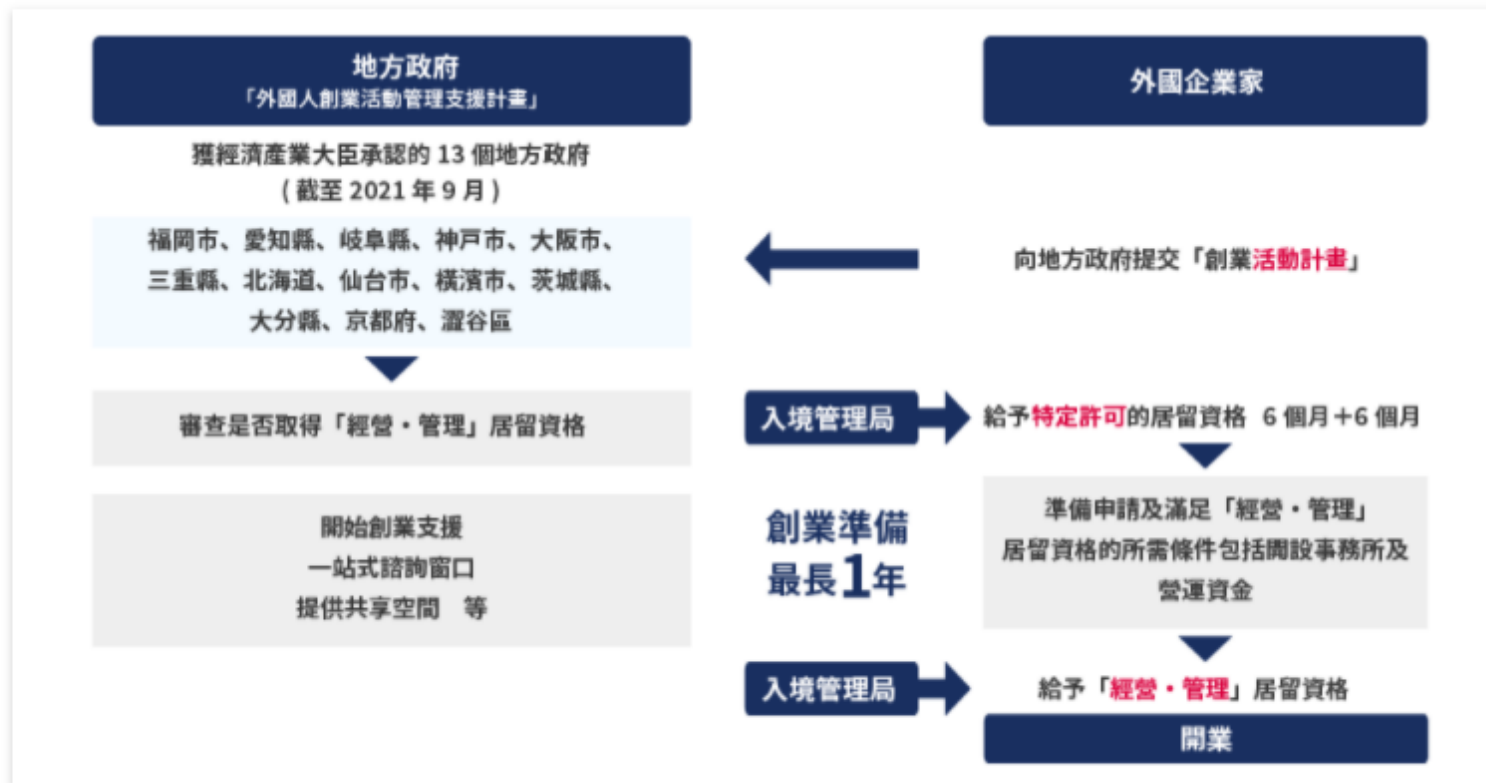 地方政府
「外國人創業活動管理支援計畫」
獲經濟產業大臣承認的 13 個地方政府
( 截至 2021 年 9 月 )
福岡市、愛知縣、岐阜縣、神戸市、大阪市、
三重縣、北海道、仙台市、橫濱市、茨城縣、
大分縣、京都府、澀谷區
審查是否取得「經營・管理」居留資格
開始創業支援
一站式諮詢窗口
提供共享空間　等
外國企業家
向地方政府提交「創業活動計畫」
入境管理局
給予特定許可的居留資格 6 個月＋6 個月
創業準備
最長1年
準備申請及滿足「經營・管理」
居留資格的所需條件包括開設事務所及
營運資金
入境管理局
給予「經營・管理」居留資格
開業